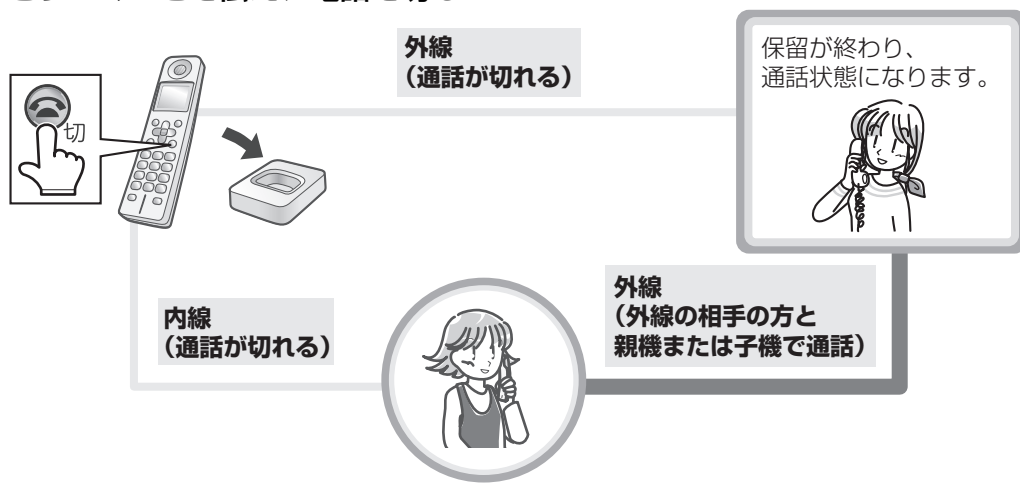 外線
（通話が切れる）
保留が終わり、
通話状態になります。
切
内線
（通話が切れる）
外線
（外線の相手の方と
親機または子機で通話）